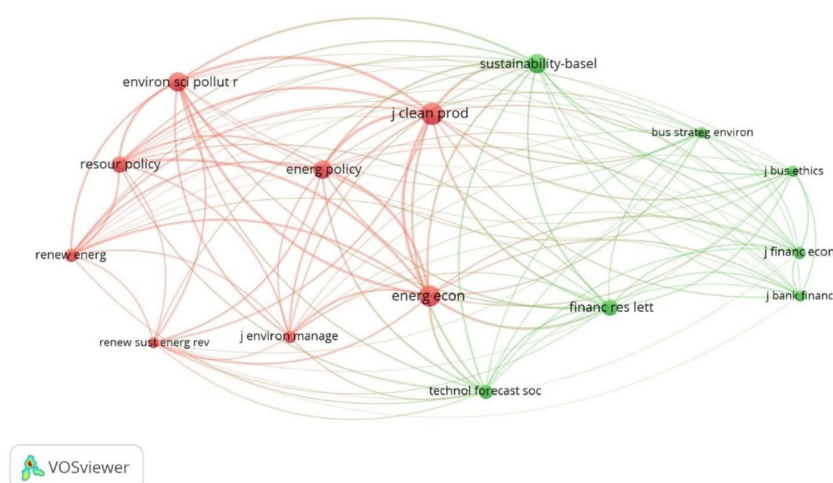 sustainability-basel
environ sci pollut r
j clean prod
bus strateg environ
resour policy
energ policy
j bus ethics
renew energ
j financ econ
energ econ
j bank financ
financ res lett
renew sust energ rev
j environ manage
technol forecast soc
VOSviewer